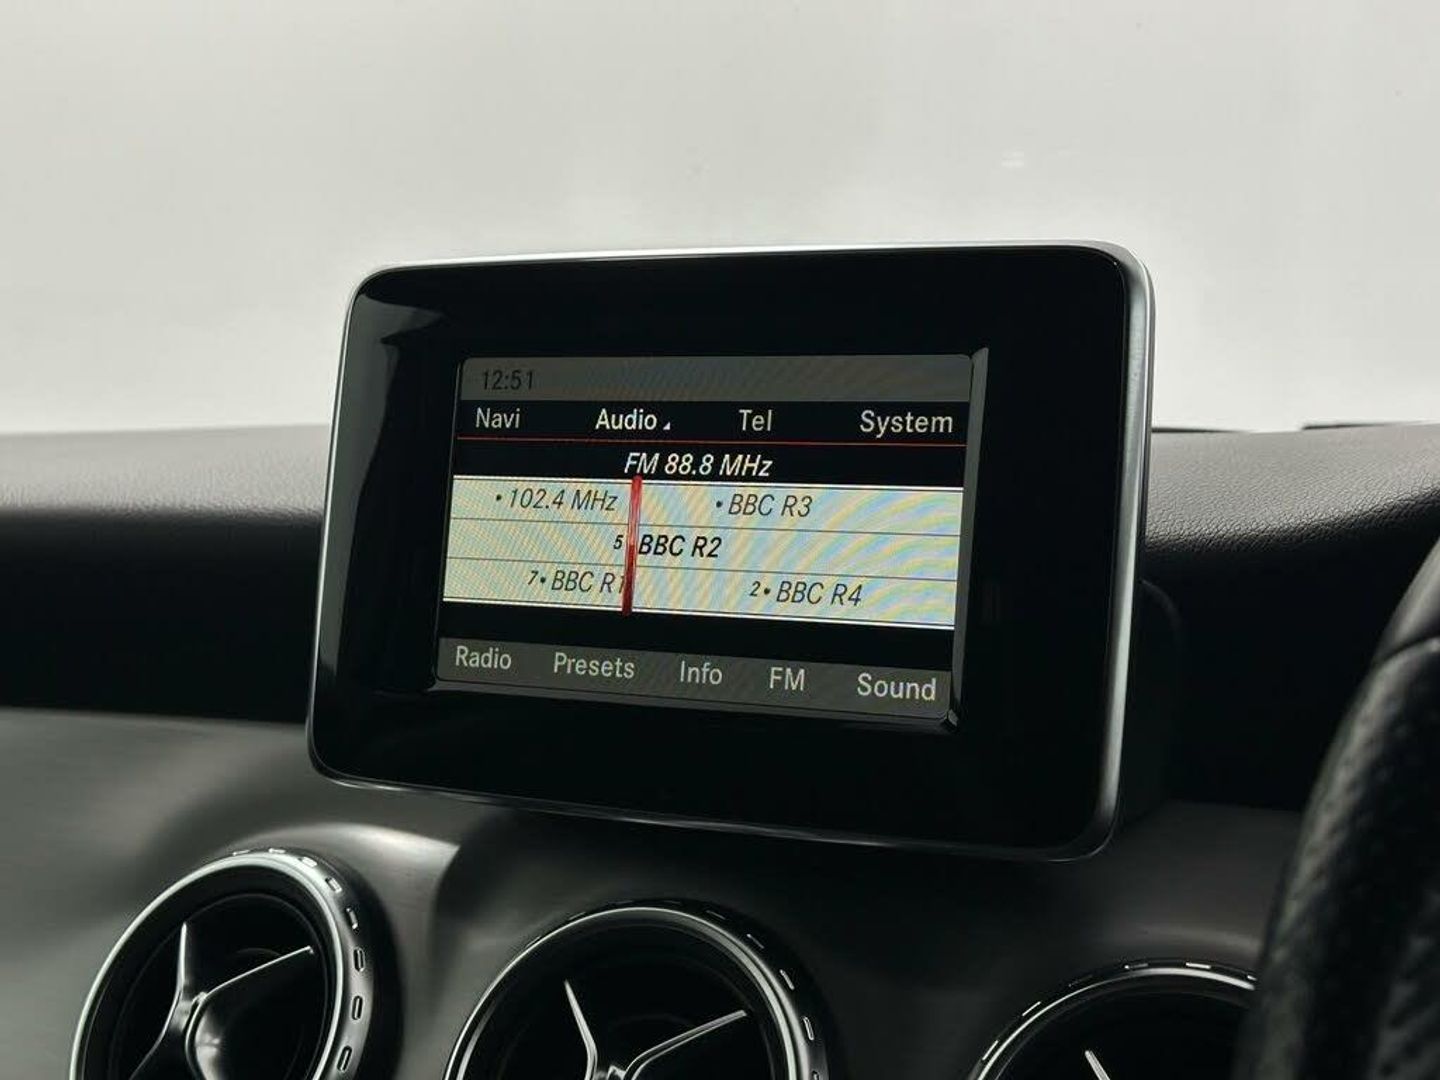 12:51
Navi Audio Tel System
FM 88.8 MHz
• 102.4 MHz • BBC R3
5 BBC R2
7 • BBC R1 2 • BBC R4
Radio Presets Info FM Sound